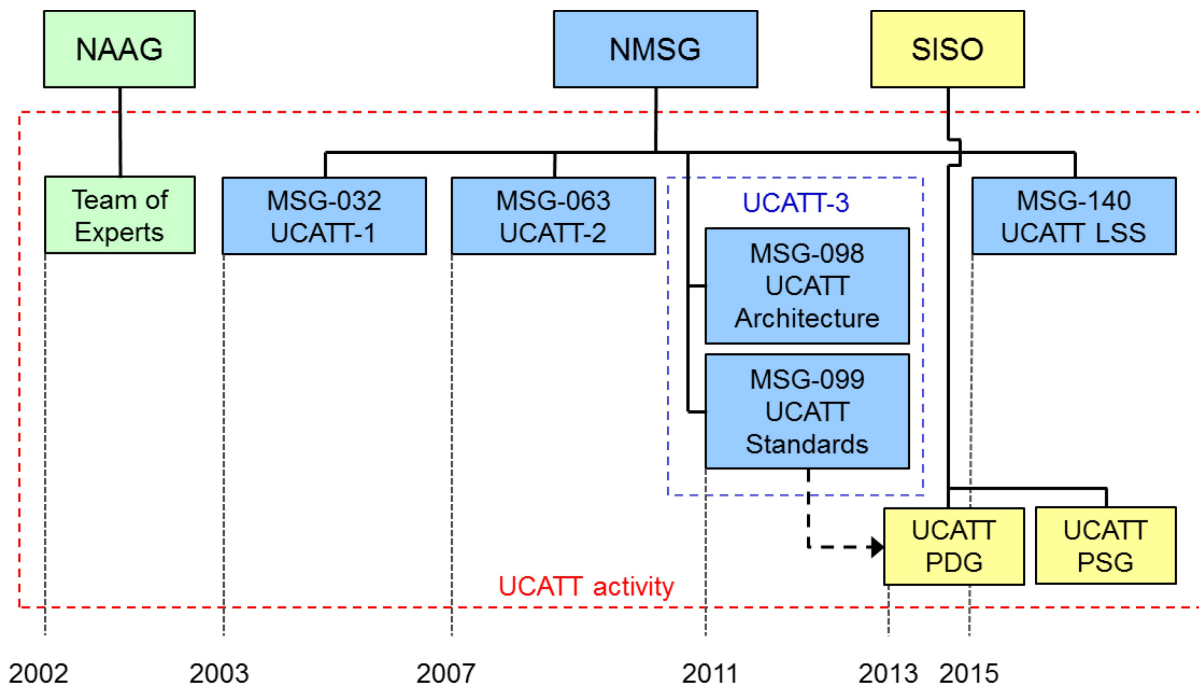 NAAG
NMSG
SISO
Team of
Experts
MSG-032
UCATT-1
MSG-063
UCATT-2
UCATT-3
MSG-098
UCATT
Architecture
MSG-099
UCATT
Standards
MSG-140
UCATT LSS
UCATT
PDG
UCATT
PSG
UCATT activity
2002
2003
2007
2011
2013
2015